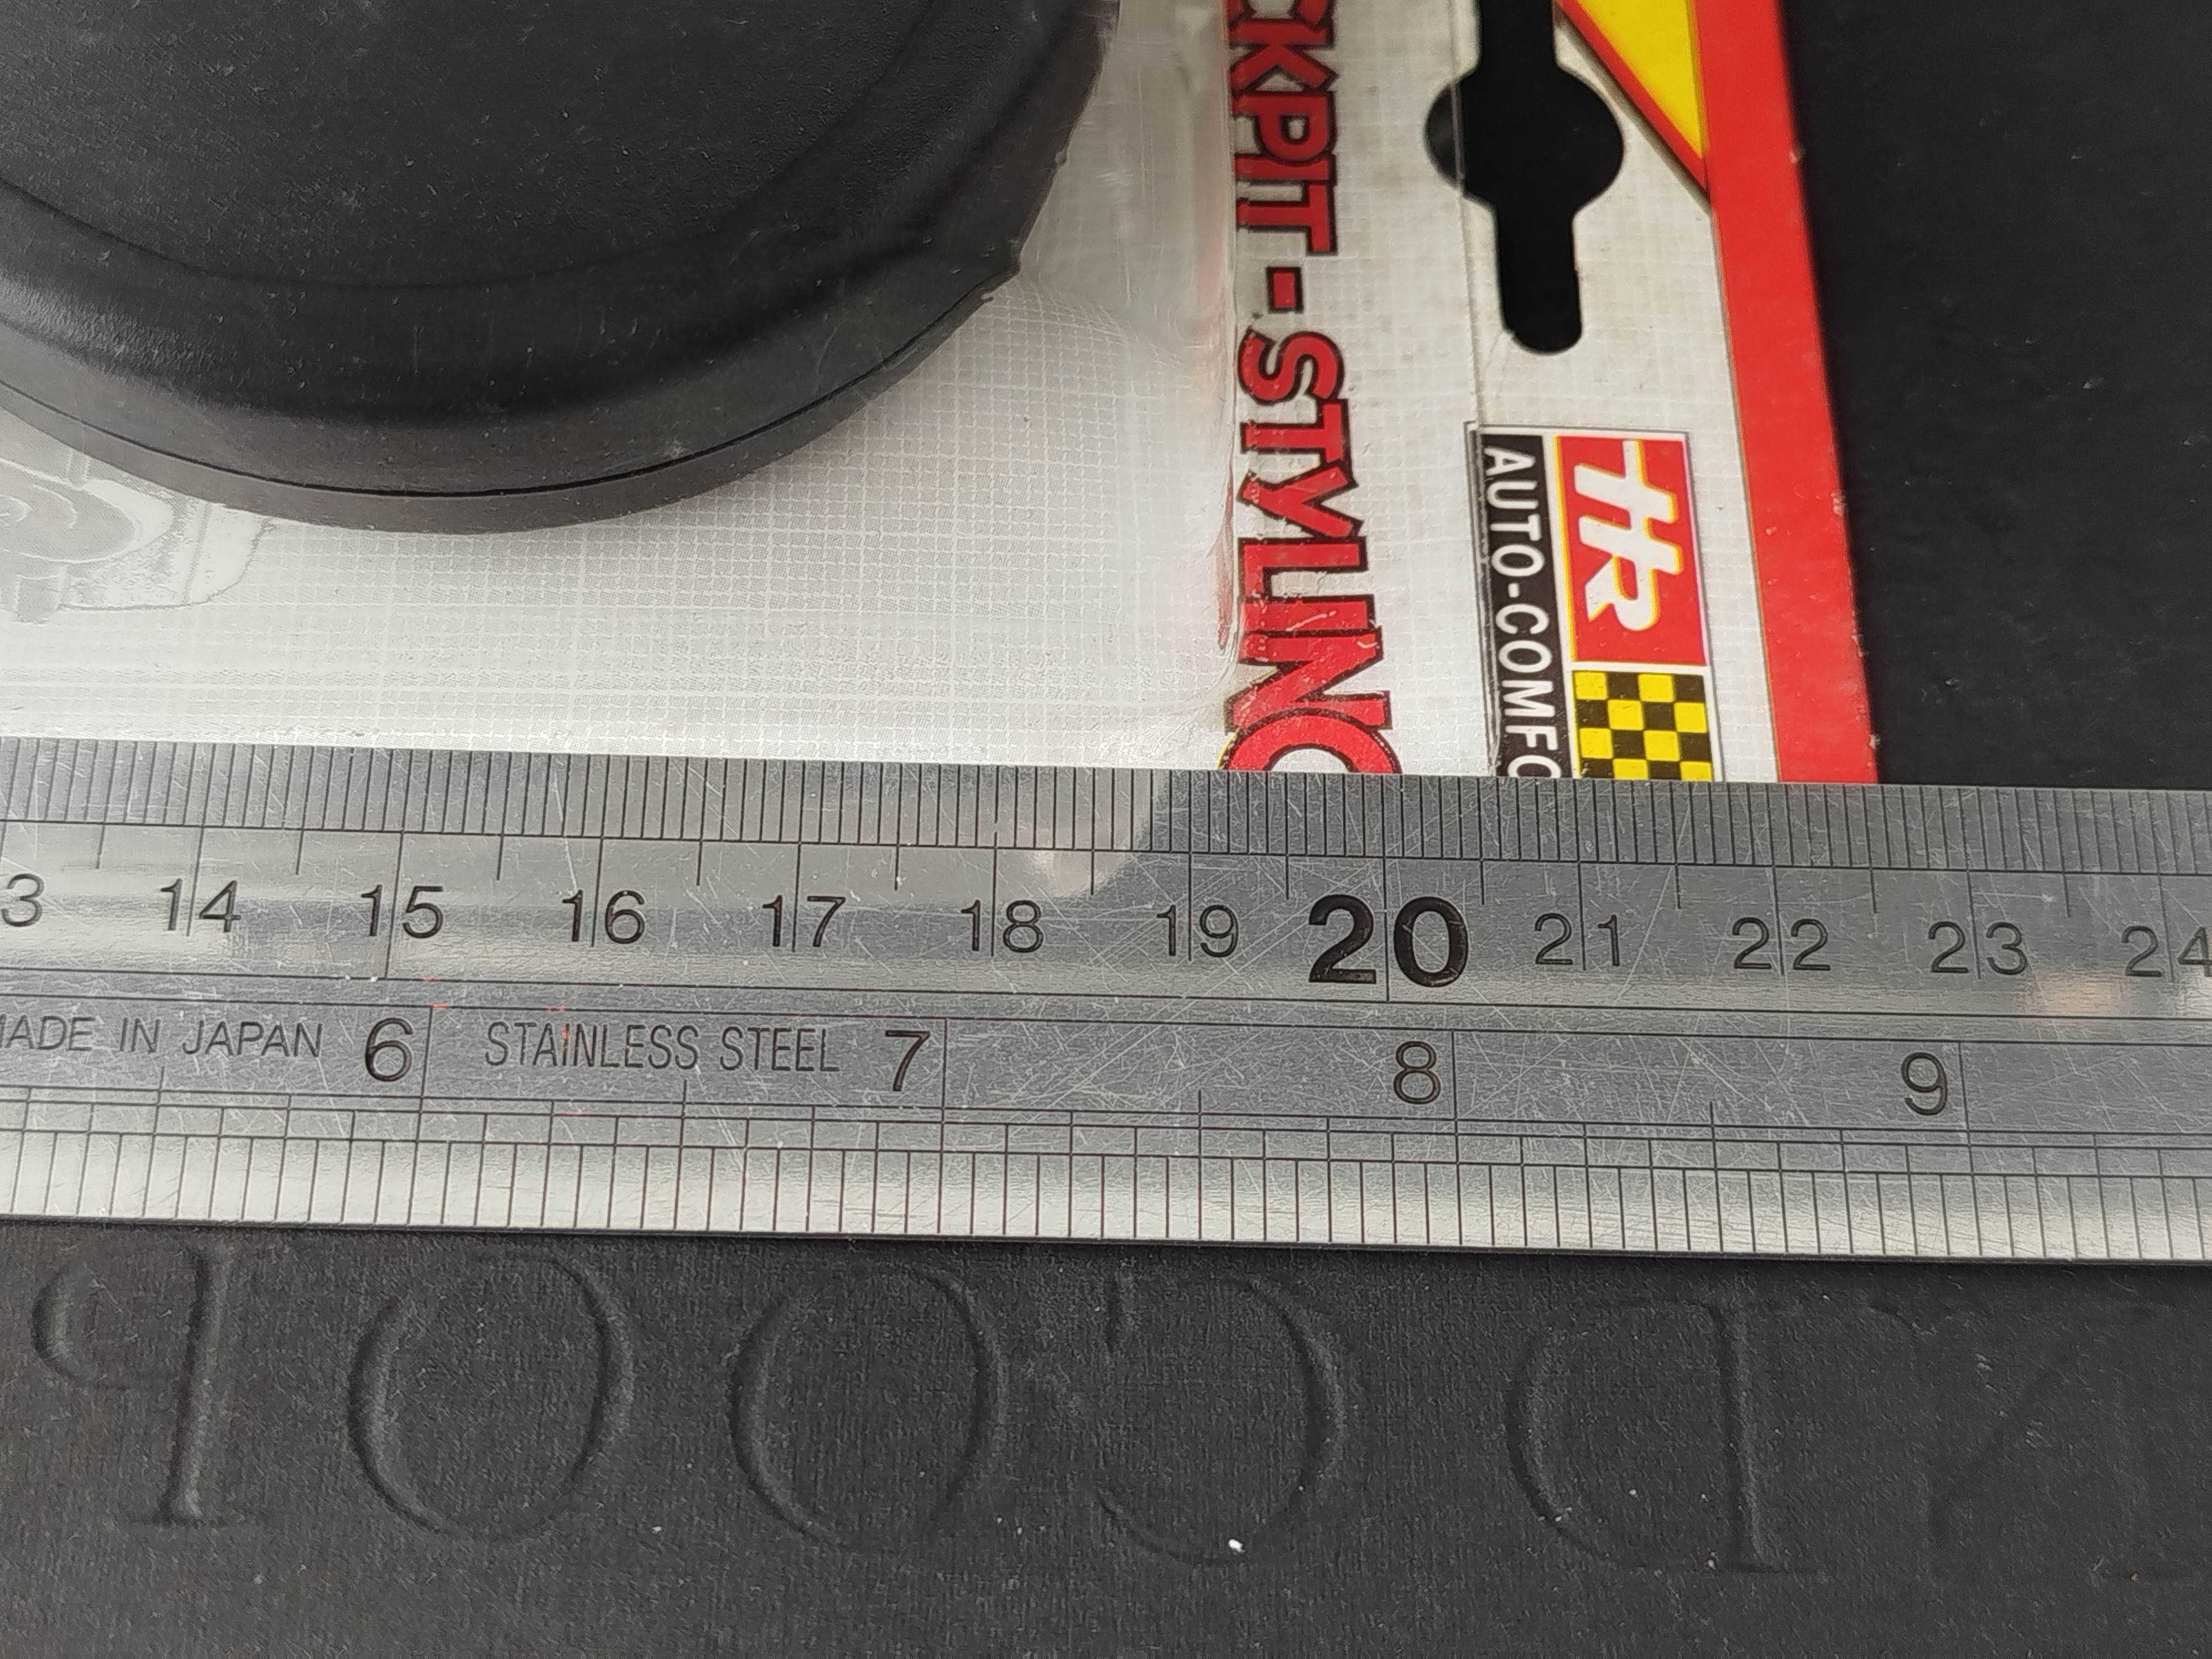 CKPIT - STYLING
HR
AUTO-COMFO
3 14 15 16 17 18 19 20 21 22 23 24
MADE IN JAPAN 6 STAINLESS STEEL 7 8 9